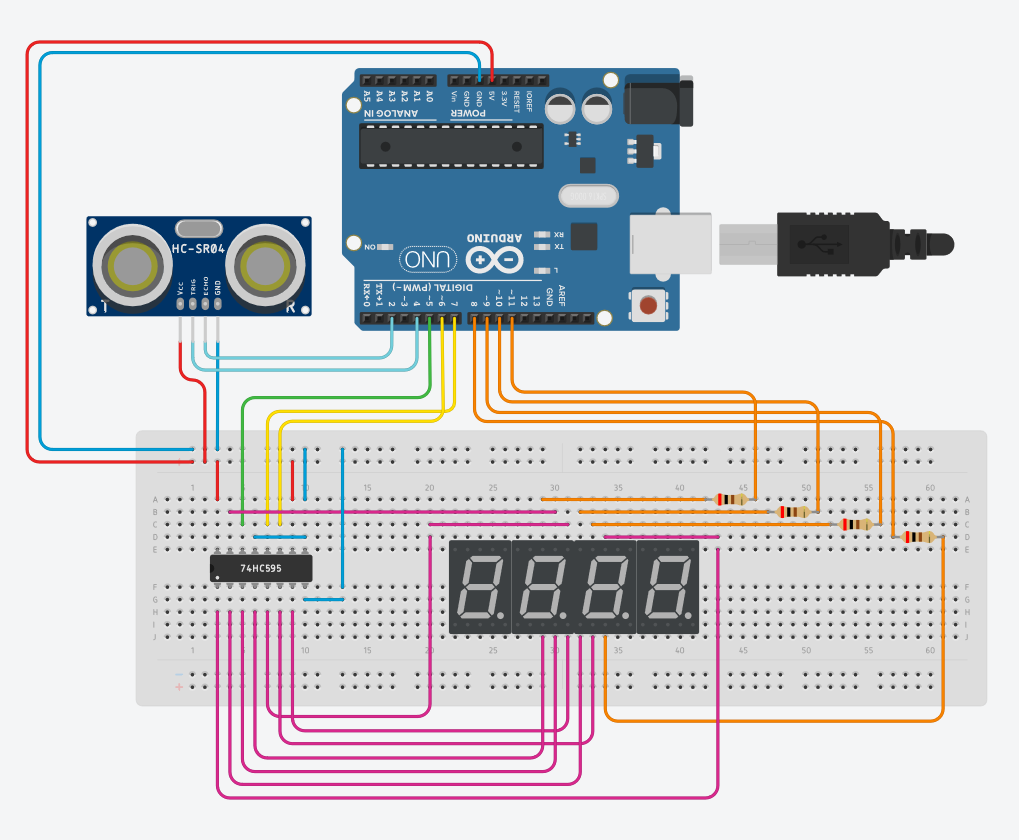 A5 A4 A3 A2 A1 A0 Vin GND GND 5V 3.3V RESET IOREF
ANALOG IN POWER
RX
ON UNO ARDUINO TX
L
DIGITAL (PWM~)
RX←0 TX→1 2 ~3 4 ~5 ~6 7 8 ~9 ~10 ~11 12 13 GND AREF
HC-SR04
VCC TRIG ECHO GND
T R
1 10 15 20 25 30 35 45 50 55 60
A A
B B
C C
D D
E E
74HC595
F F
G G
H H
I I
J J
1 5 10 15 20 25 30 35 40 45 50 55 60
-
+